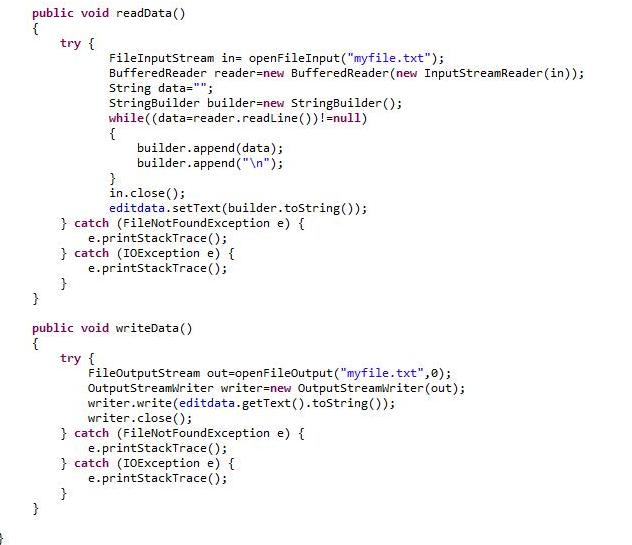 public void readData()
{
try {
FileInputStream in= openFileInput("myfile.txt");
BufferedReader reader=new BufferedReader(new InputStreamReader(in));
String data="";
StringBuilder builder=new StringBuilder();
while((data=reader.readLine())!=null)
{
builder.append(data);
builder.append("\n");
}
in.close();
editdata.setText(builder.toString());
} catch (FileNotFoundException e) {
e.printStackTrace();
} catch (IOException e) {
e.printStackTrace();
}
}
public void writeData()
{
try {
FileOutputStream out=openFileOutput("myfile.txt",0);
OutputStreamWriter writer=new OutputStreamWriter(out);
writer.write(editdata.getText().toString());
writer.close();
} catch (FileNotFoundException e) {
e.printStackTrace();
} catch (IOException e) {
e.printStackTrace();
}
}
}